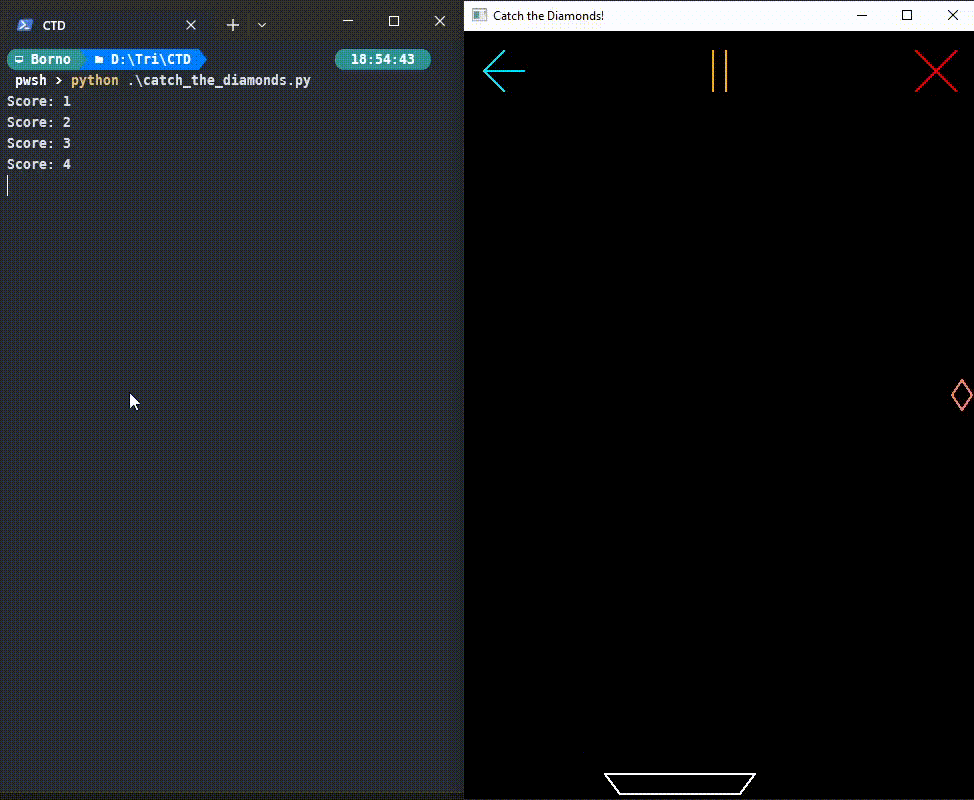 CTD
Borno D:\Tri\CTD 18:54:43
pwsh > python .\catch_the_diamonds.py
Score: 1
Score: 2
Score: 3
Score: 4
Catch the Diamonds!